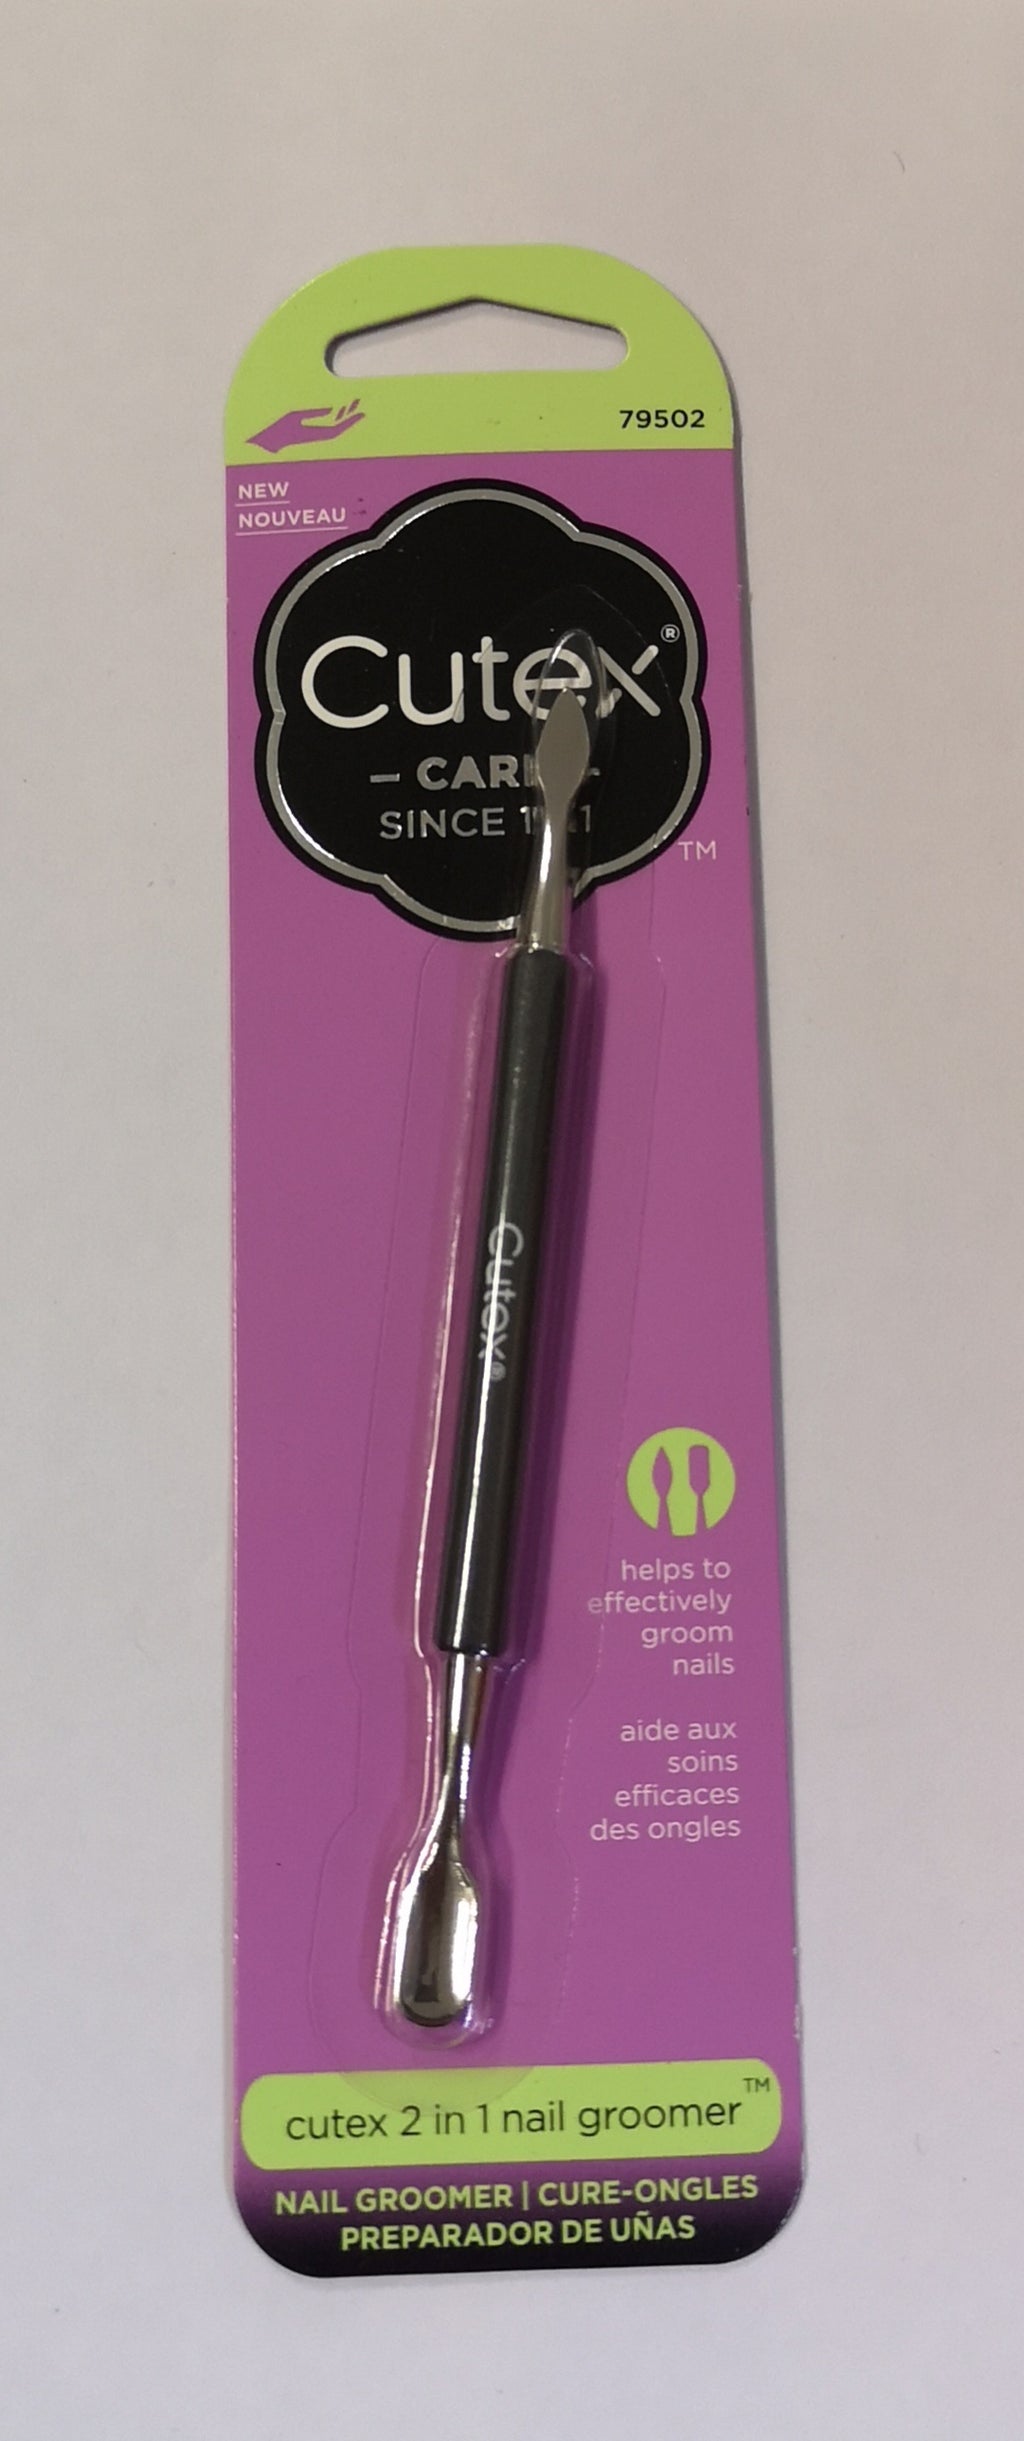 79502
NEW
NOUVEAU
Cutex®
SINCE
TM
Cutex®
helps to
effectively
groom
nails
aide aux
soins
efficaces
des ongles
cutex 2 in 1 nail groomer™
NAIL GROOMER | CURE-ONGLES
PREPARADOR DE UÑAS